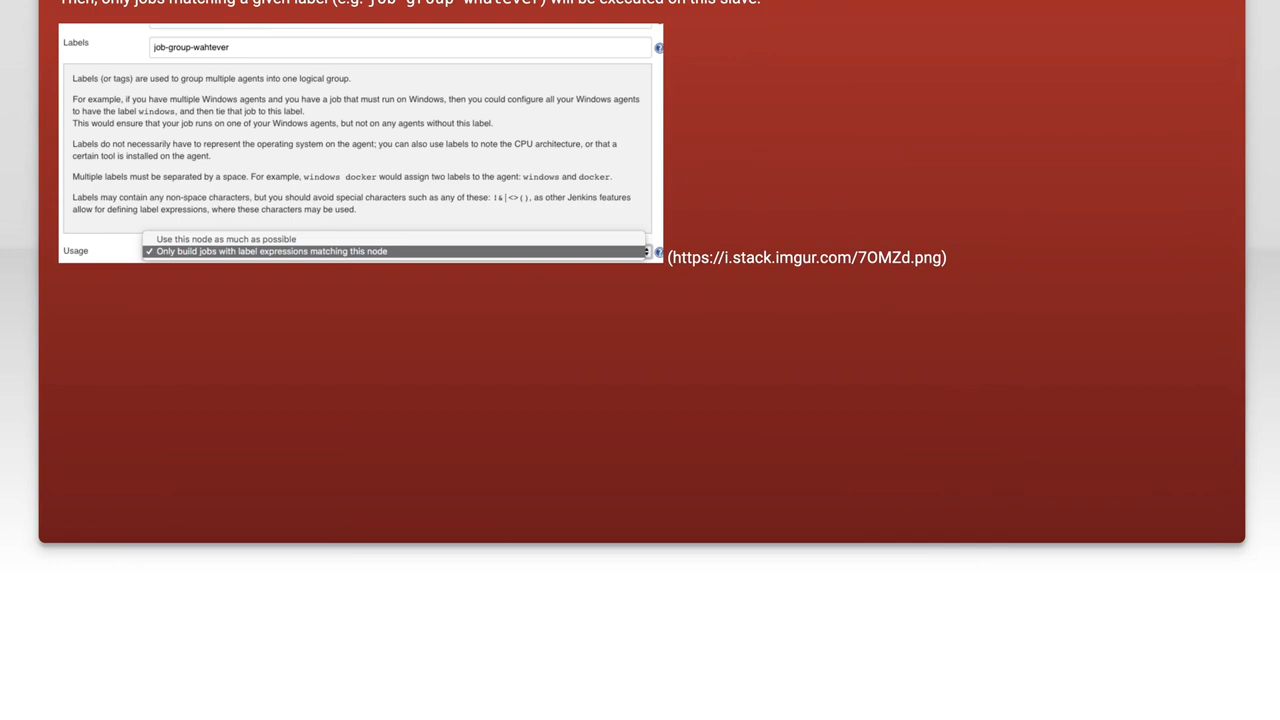 Then, only jobs matching a given label (e.g. job-group-whatever) will be executed on this slave:
Labels
job-group-wahtever
Labels (or tags) are used to group multiple agents into one logical group.
For example, if you have multiple Windows agents and you have a job that must run on Windows, then you could configure all your Windows agents
to have the label windows, and then tie that job to this label.
This would ensure that your job runs on one of your Windows agents, but not on any agents without this label.
Labels do not necessarily have to represent the operating system on the agent; you can also use labels to note the CPU architecture, or that a
certain tool is installed on the agent.
Multiple labels must be separated by a space. For example, windows docker would assign two labels to the agent: windows and docker.
Labels may contain any non-space characters, but you should avoid special characters such as any of these: !&|<>(), as other Jenkins features
allow for defining label expressions, where these characters may be used.
Use this node as much as possible
Usage
✓ Only build jobs with label expressions matching this node
(https://i.stack.imgur.com/7OMZd.png)